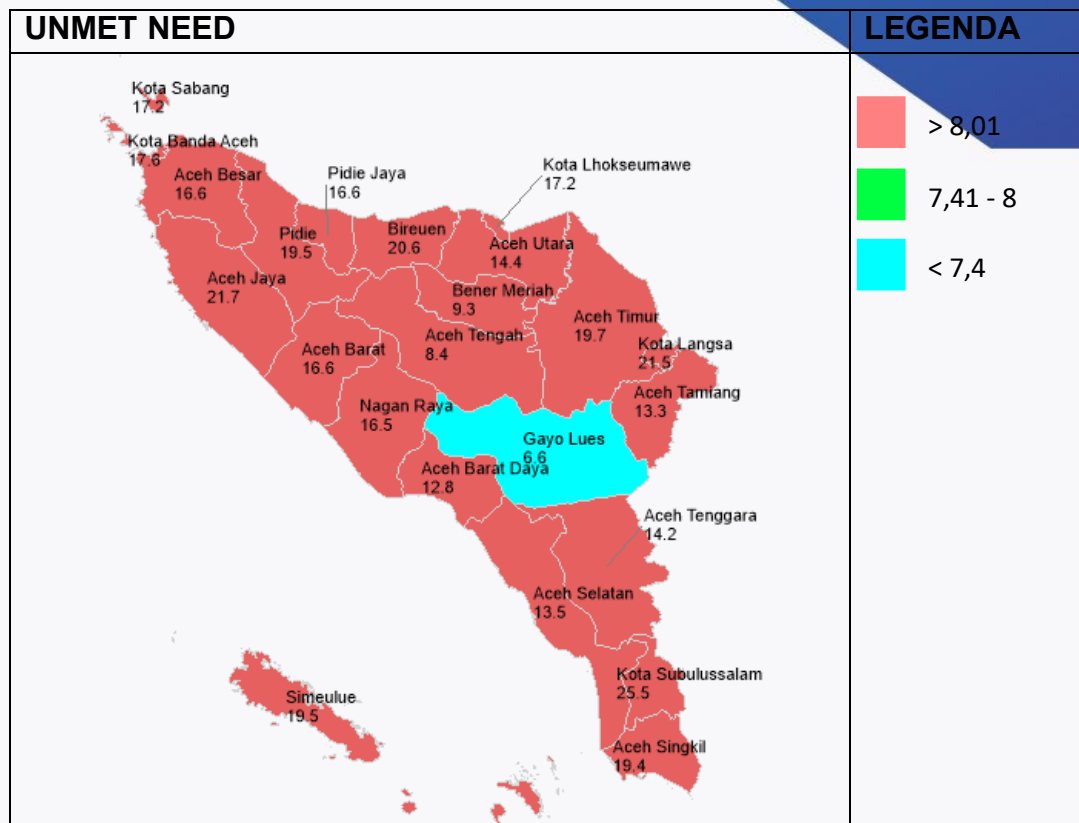 UNMET NEED
LEGENDA
Kota Sabang
17.2
Kota Banda Aceh
17.6
Aceh Besar
16.6
Pidie Jaya
16.6
Kota Lhokseumawe
17.2
Pidie
19.5
Bireuen
20.6
Aceh Utara
14.4
Aceh Jaya
21.7
Bener Meriah
9.3
Aceh Timur
19.7
Aceh Tengah
8.4
Kota Langsa
21.5
Aceh Barat
16.6
Aceh Tamiang
13.3
Nagan Raya
16.5
Gayo Lues
6.6
Aceh Barat Daya
12.8
Aceh Tenggara
14.2
Aceh Selatan
13.5
Kota Subulussalam
25.5
Simeulue
19.5
Aceh Singkil
19.4
> 8,01
7,41 - 8
< 7,4